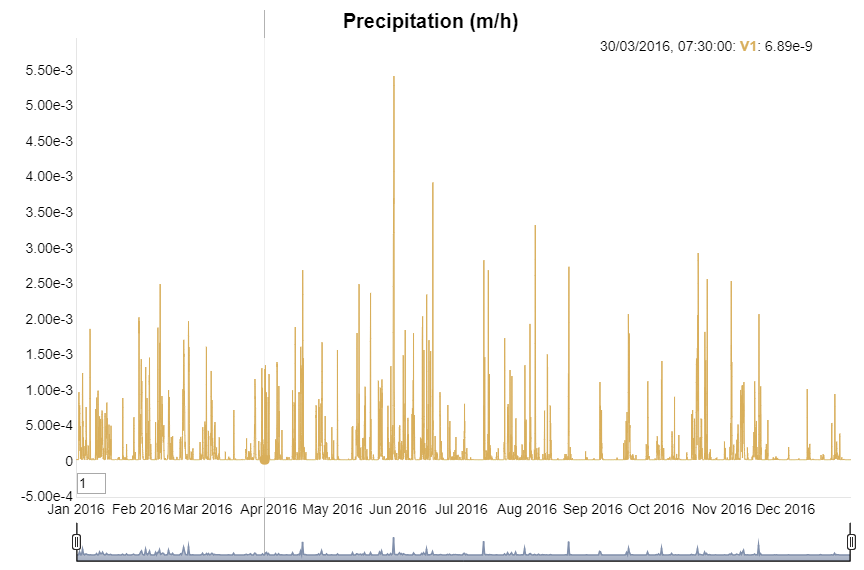 Precipitation (m/h)
30/03/2016, 07:30:00: V1: 6.89e-9
5.50e-3
5.00e-3
4.50e-3
4.00e-3
3.50e-3
3.00e-3
2.50e-3
2.00e-3
1.50e-3
1.00e-3
5.00e-4
0
1
-5.00e-4
Jan 2016 Feb 2016 Mar 2016 Apr 2016 May 2016 Jun 2016 Jul 2016 Aug 2016 Sep 2016 Oct 2016 Nov 2016 Dec 2016